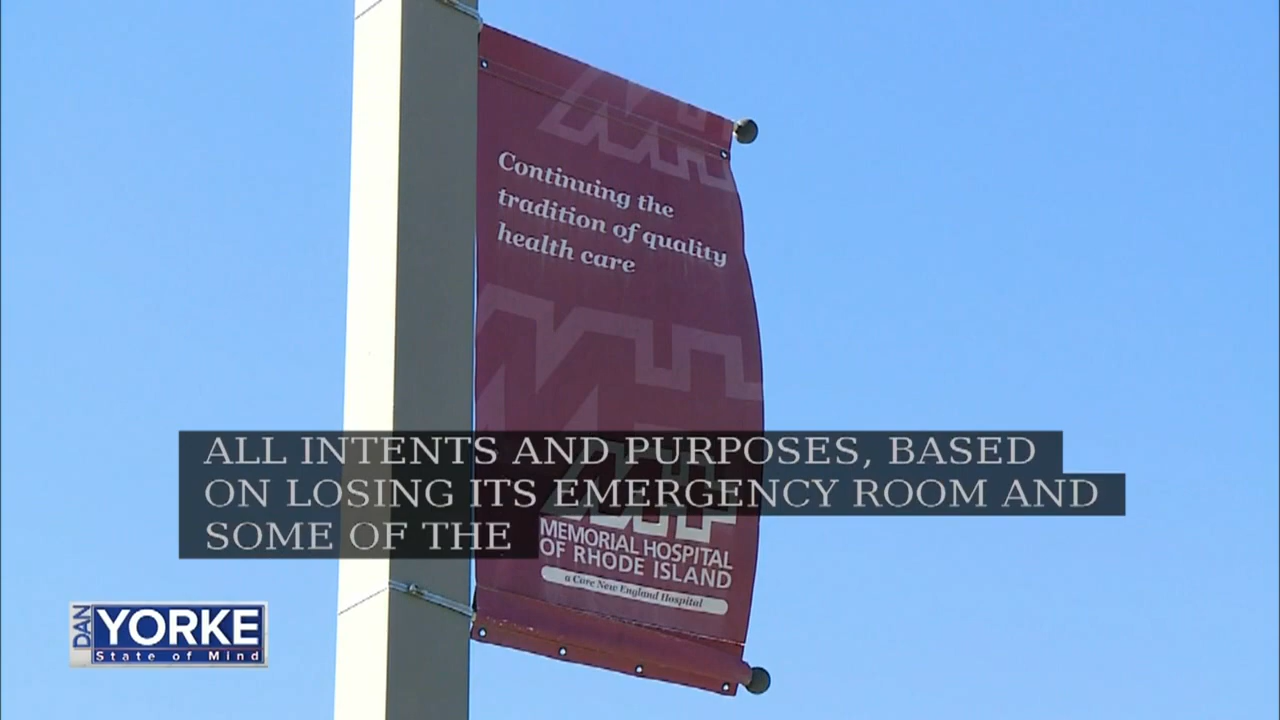 Continuing the
tradition of quality
health care
ALL INTENTS AND PURPOSES, BASED
ON LOSING ITS EMERGENCY ROOM AND
SOME OF THE
MEMORIAL HOSPITAL
OF RHODE ISLAND
a Care New England Hospital
DAN
YORKE
State of Mind